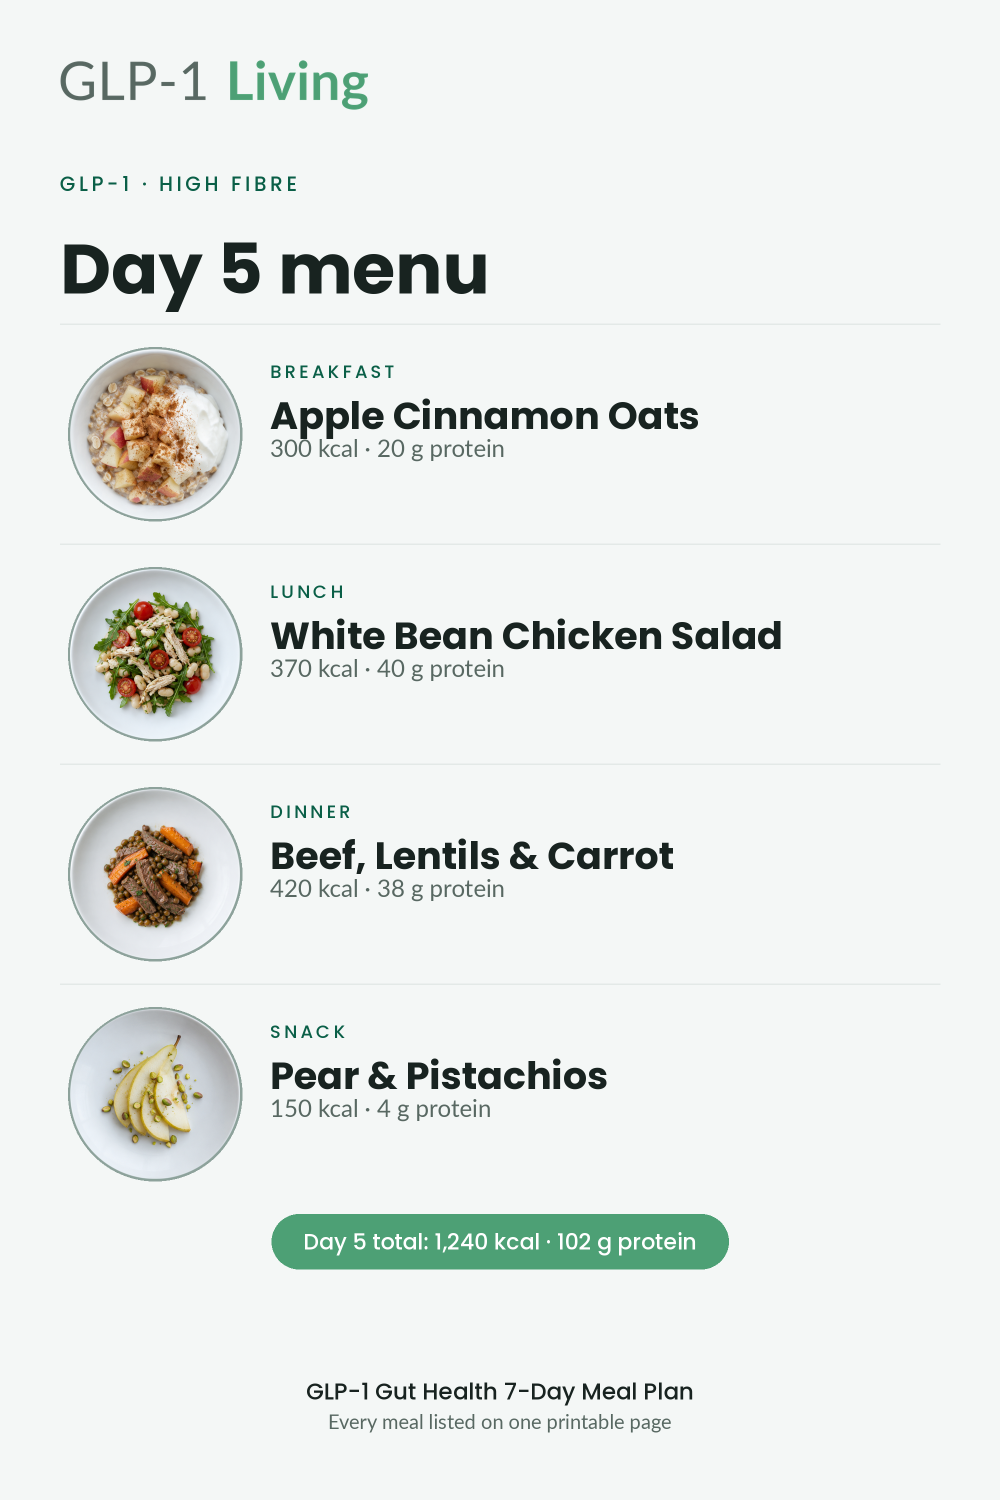 GLP-1 Living
GLP-1 · HIGH FIBRE
Day 5 menu
BREAKFAST
Apple Cinnamon Oats
300 kcal · 20 g protein
LUNCH
White Bean Chicken Salad
370 kcal · 40 g protein
DINNER
Beef, Lentils & Carrot
420 kcal · 38 g protein
SNACK
Pear & Pistachios
150 kcal · 4 g protein
Day 5 total: 1,240 kcal · 102 g protein
GLP-1 Gut Health 7-Day Meal Plan
Every meal listed on one printable page